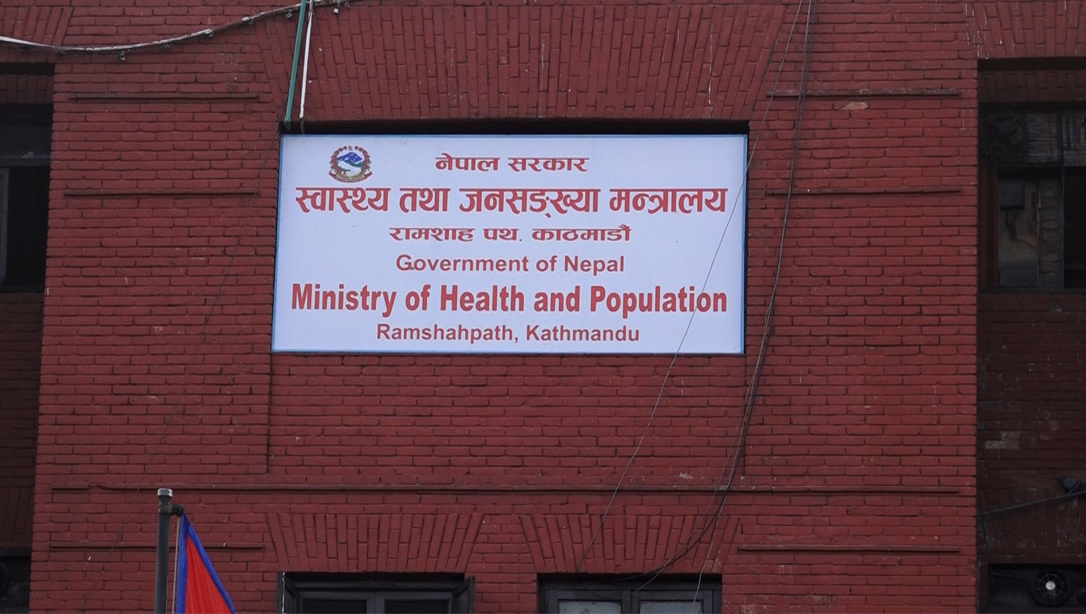 नेपाल सरकार
स्वास्थ्य तथा जनसङ्ख्या मन्त्रालय
रामशाह पथ, काठमाडौं
Government of Nepal
Ministry of Health and Population
Ramshahpath, Kathmandu